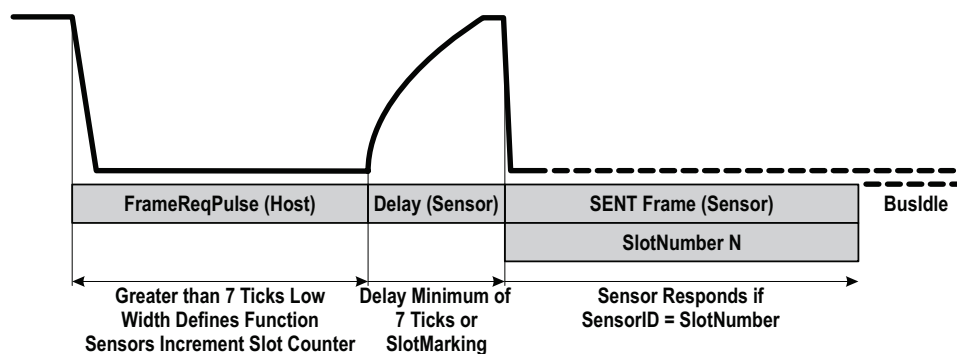 FrameReqPulse (Host)
Delay (Sensor)
SENT Frame (Sensor)
BusIdle
SlotNumber N
Greater than 7 Ticks Low
Width Defines Function
Sensors Increment Slot Counter
Delay Minimum of
7 Ticks or
SlotMarking
Sensor Responds if
SensorID = SlotNumber